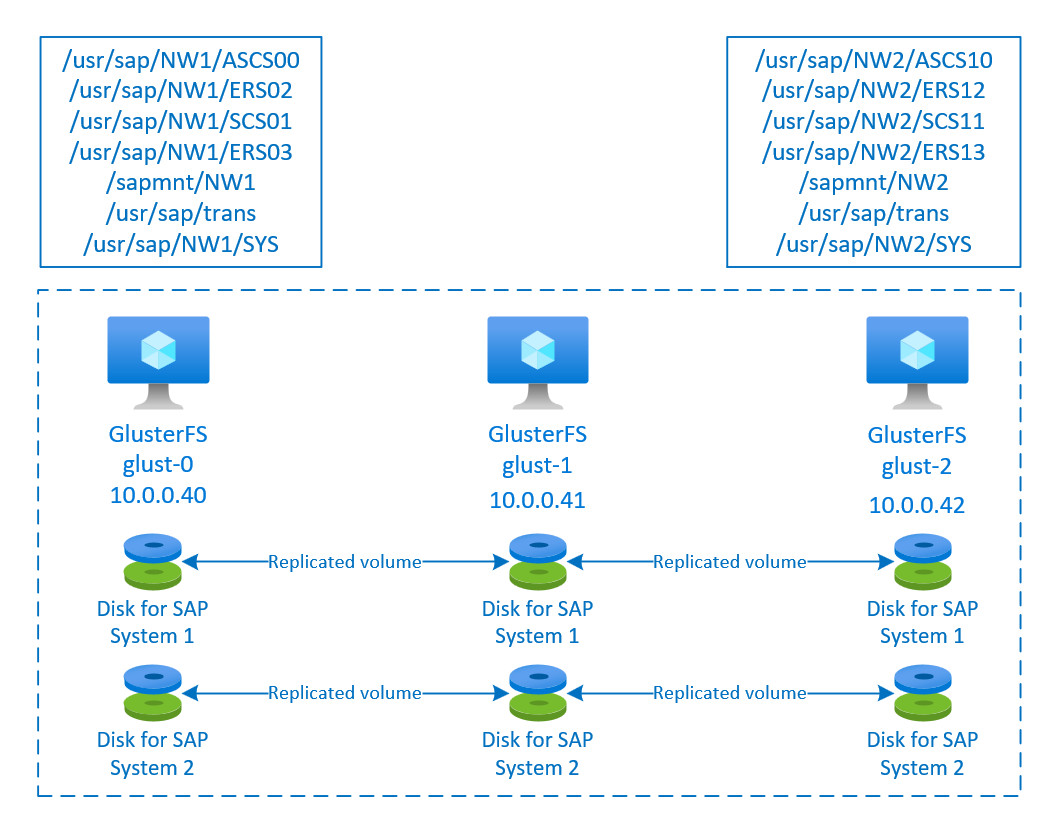 /usr/sap/NW1/ASCS00
/usr/sap/NW1/ERS02
/usr/sap/NW1/SCS01
/usr/sap/NW1/ERS03
/sapmnt/NW1
/usr/sap/trans
/usr/sap/NW1/SYS
/usr/sap/NW2/ASCS10
/usr/sap/NW2/ERS12
/usr/sap/NW2/SCS11
/usr/sap/NW2/ERS13
/sapmnt/NW2
/usr/sap/trans
/usr/sap/NW2/SYS
GlusterFS
glust-0
10.0.0.40
GlusterFS
glust-1
10.0.0.41
GlusterFS
glust-2
10.0.0.42
Replicated volume
Replicated volume
Disk for SAP
System 1
Disk for SAP
System 1
Disk for SAP
System 1
Replicated volume
Replicated volume
Disk for SAP
System 2
Disk for SAP
System 2
Disk for SAP
System 2